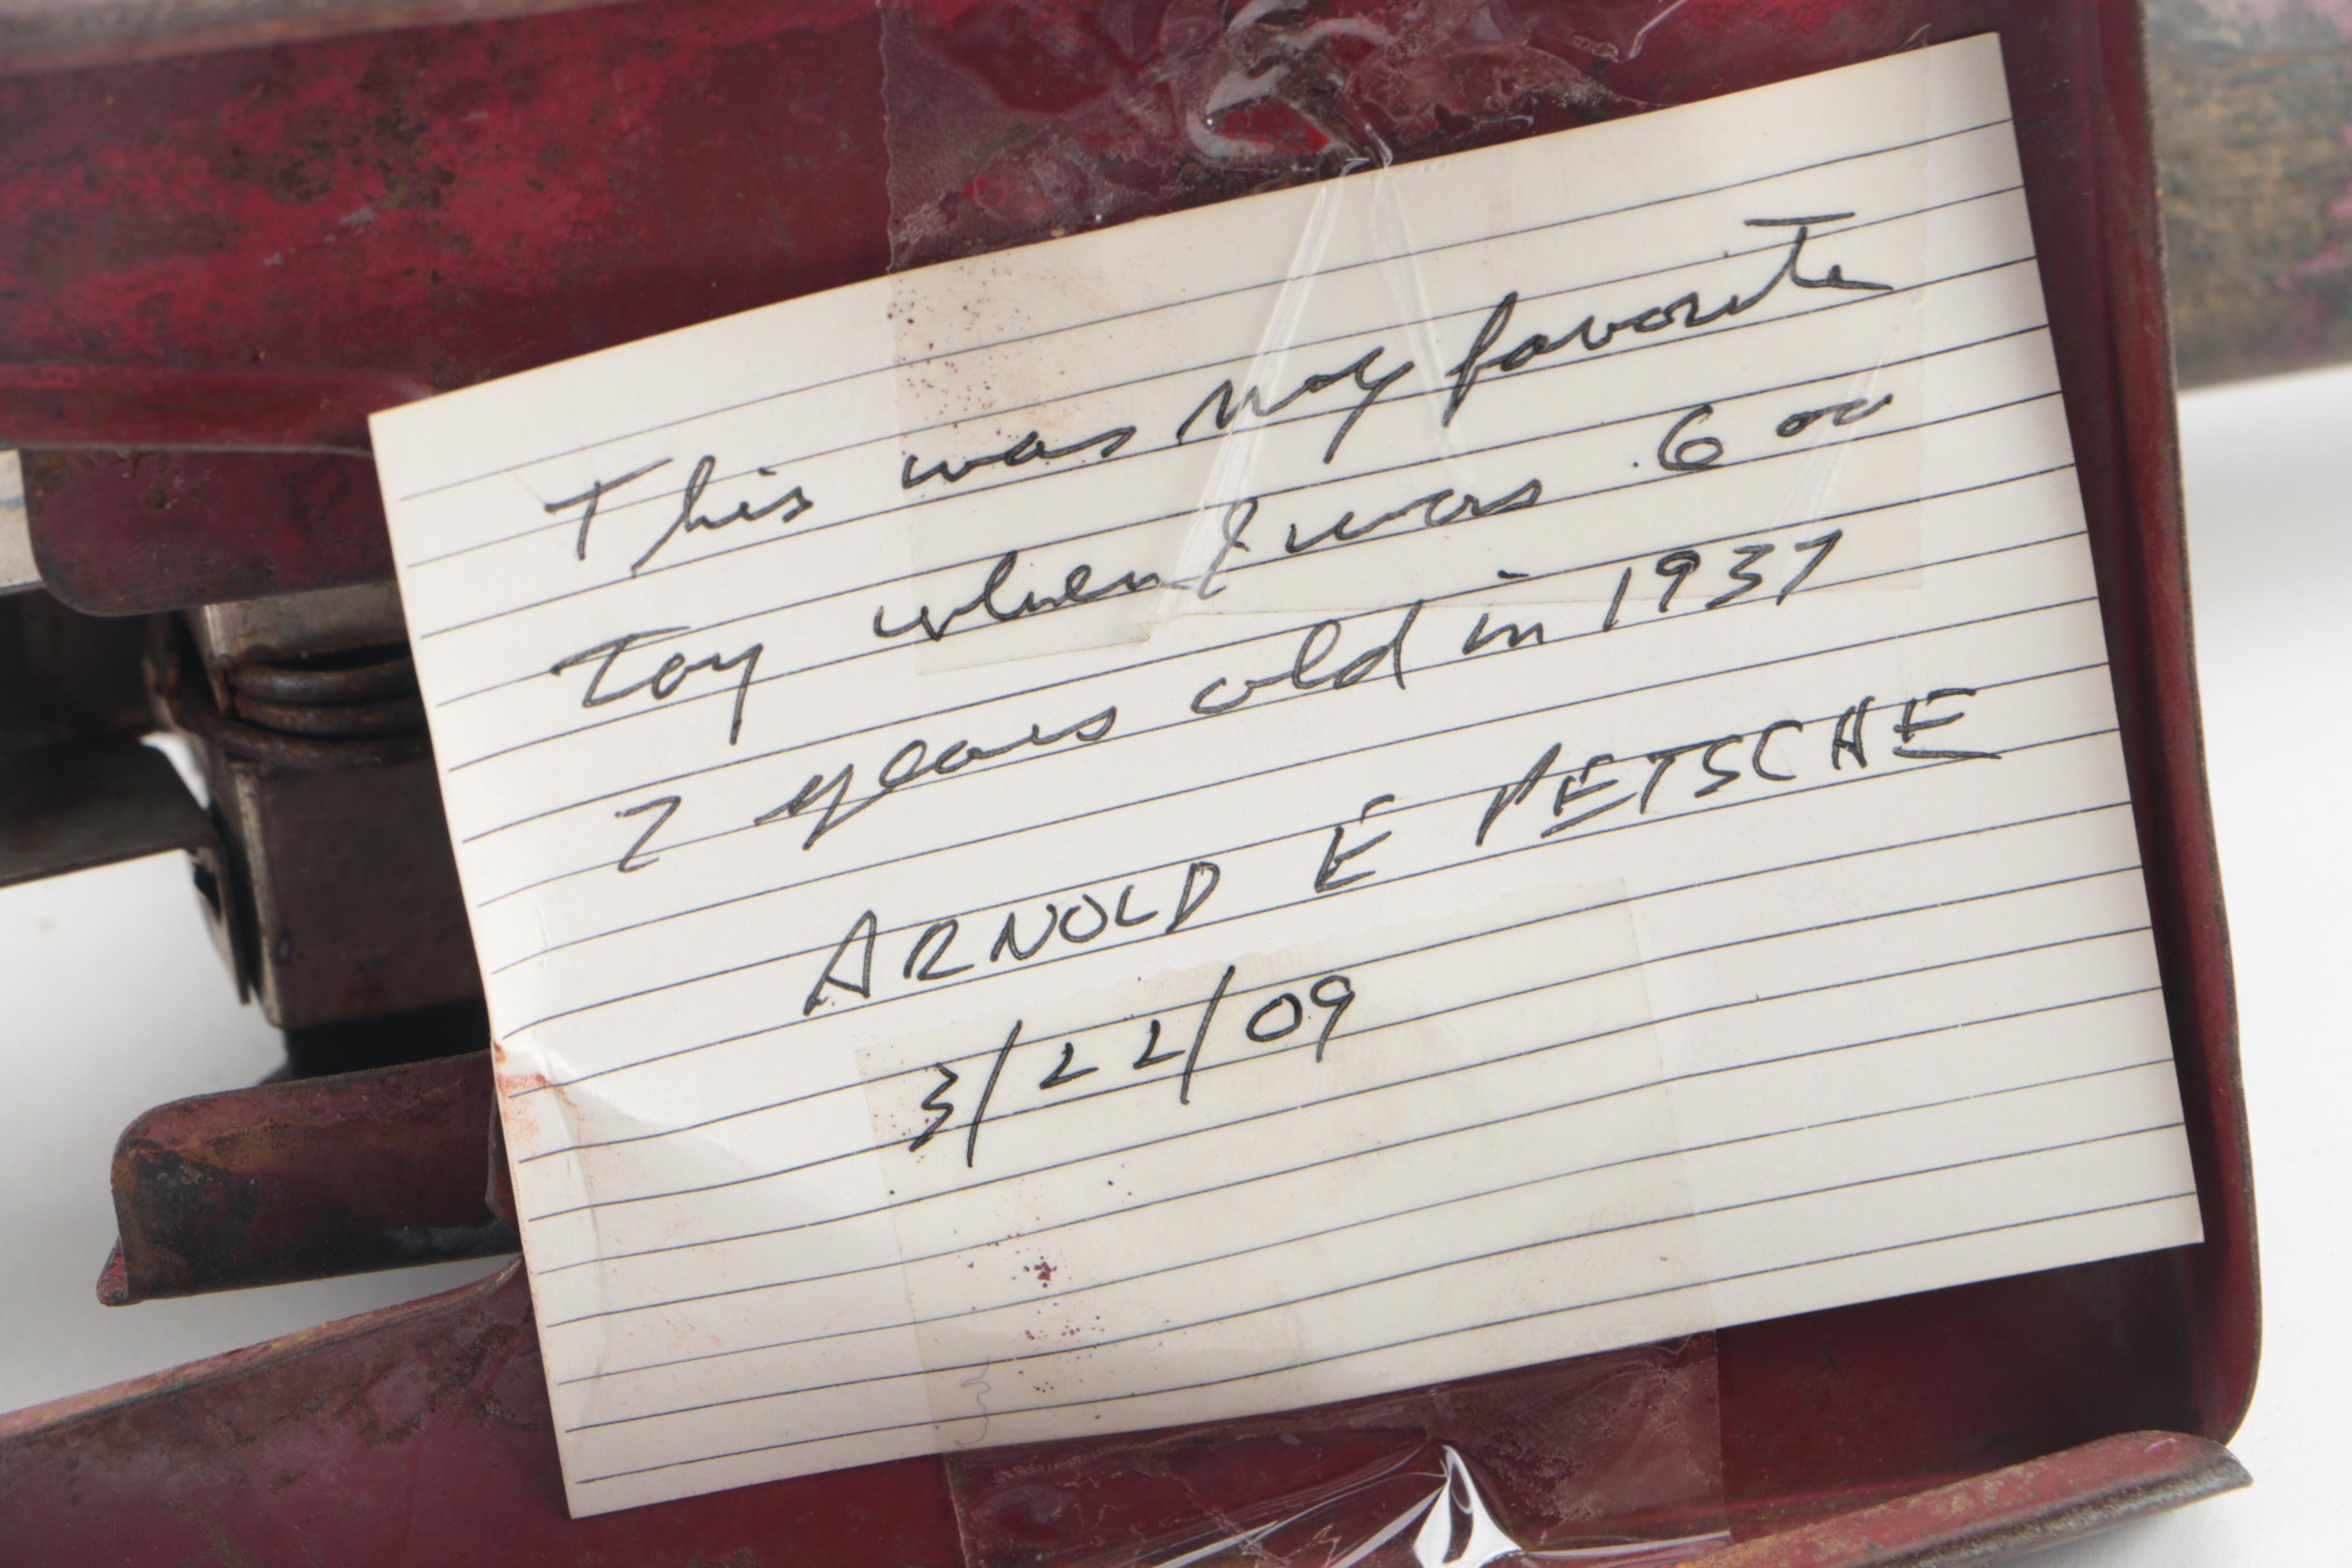 This was my favorite
Toy when I was 6 or
7 years old in 1937
ARNOLD E PETSCHE
3/22/09